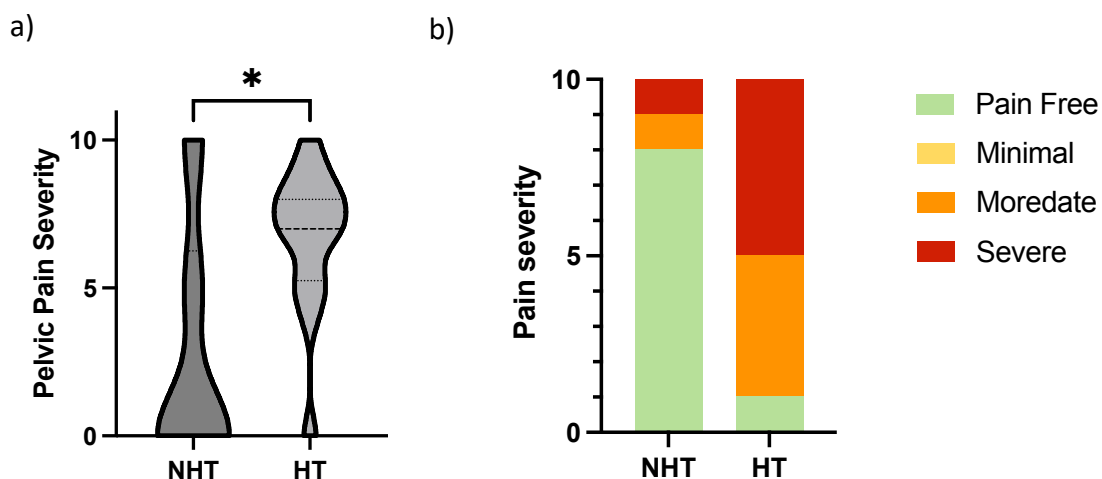 a)
*
Pelvic Pain Severity
10
5
0
NHT HT
b)
Pain severity
10
5
0
NHT HT
Pain Free
Minimal
Moredate
Severe